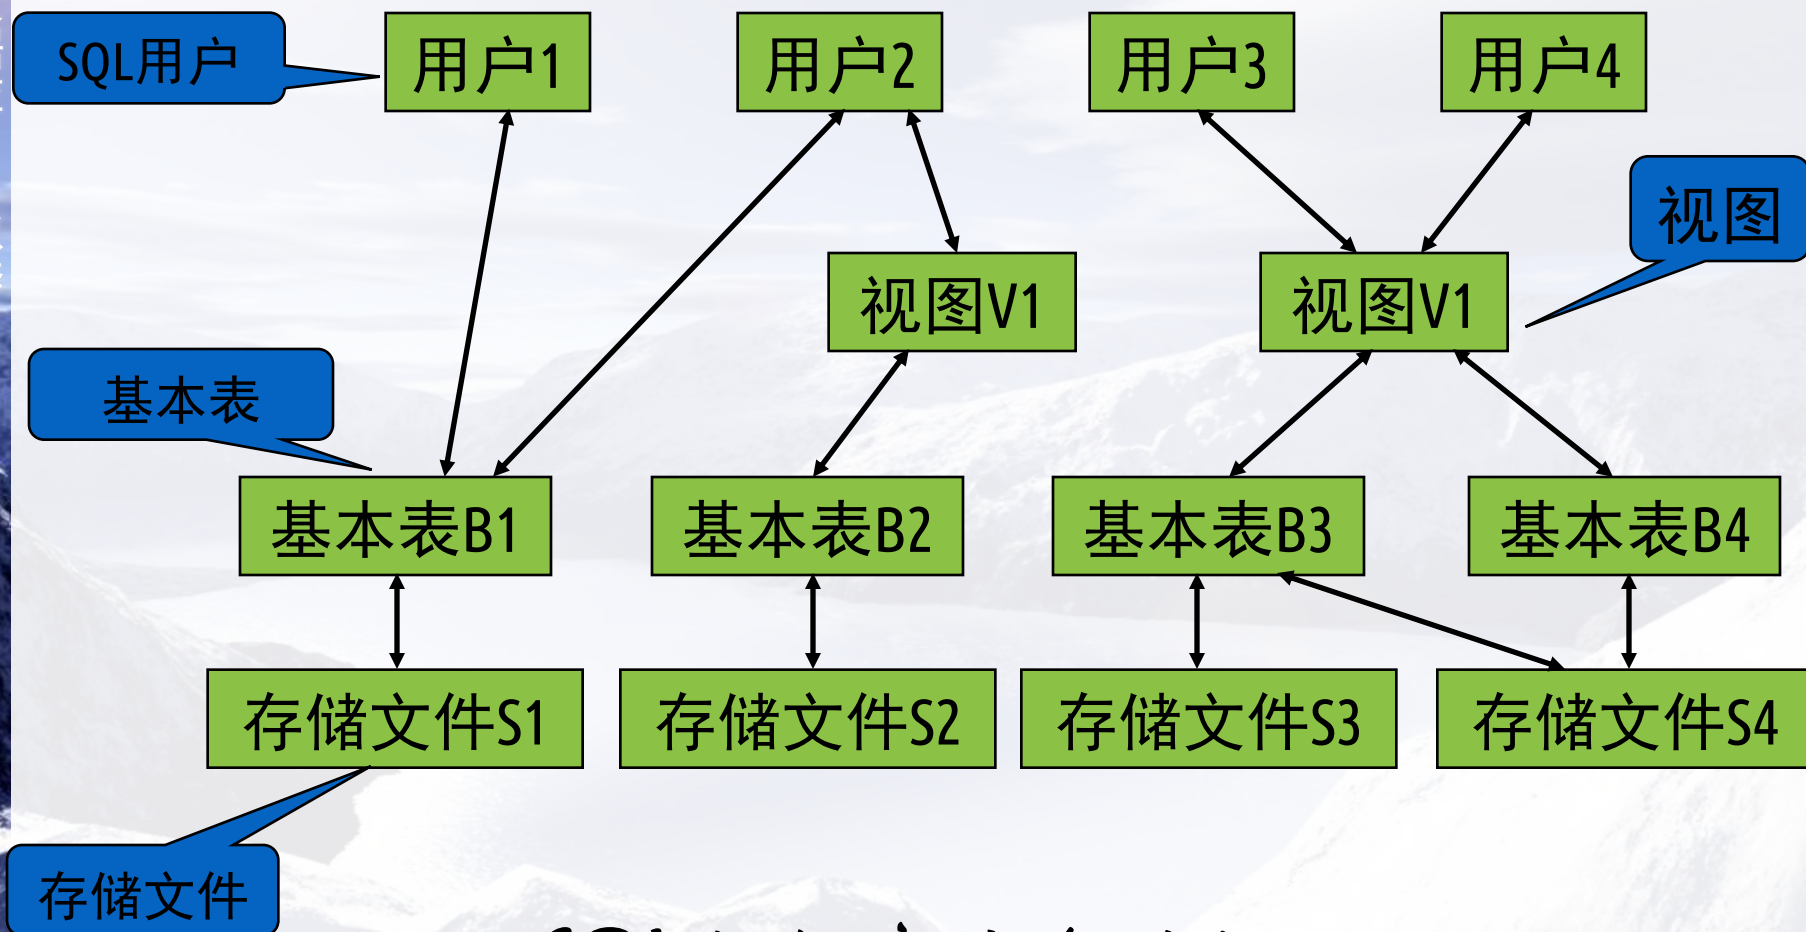 SQL用户
用户1
用户2
用户3
用户4
视图
视图V1
视图V1
基本表
基本表B1
基本表B2
基本表B3
基本表B4
存储文件S1
存储文件S2
存储文件S3
存储文件S4
存储文件